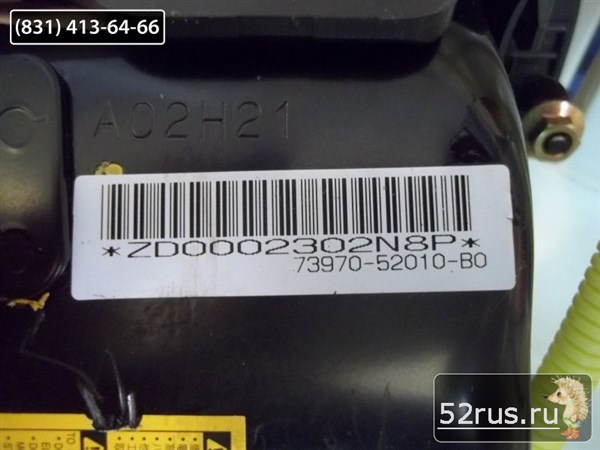 (831) 413-64-66
A02H21
*ZD0002302N8P*
73970-52010-B0
52rus.ru